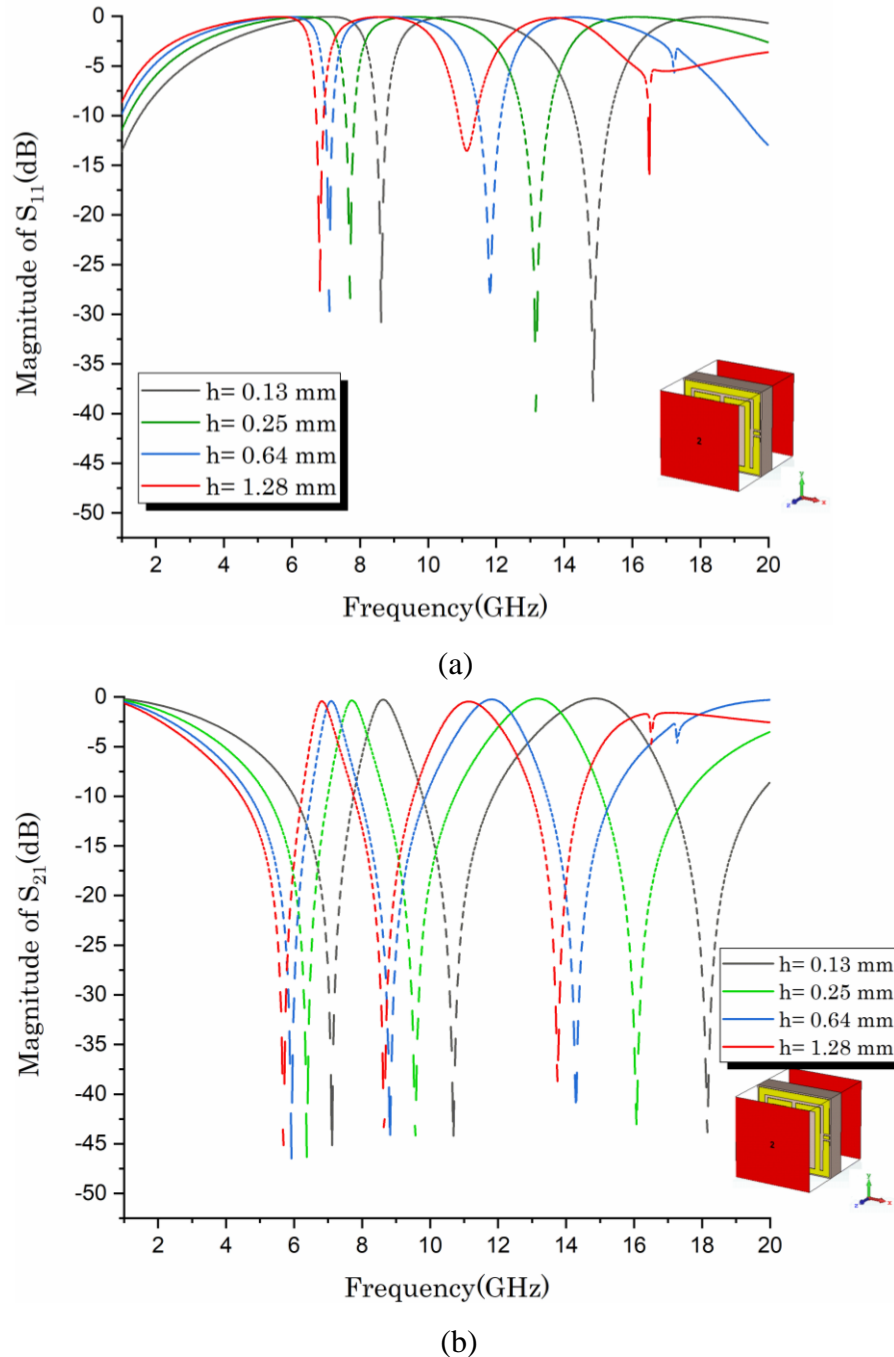 0
-5
-10
-15
-20
-25
-30
-35
-40
-45
-50
Magnitude of S11(dB)
h= 0.13 mm
h= 0.25 mm
h= 0.64 mm
h= 1.28 mm
2
Y
z
x
2 4 6 8 10 12 14 16 18 20
Frequency(GHz)
(a)
0
-5
-10
-15
-20
-25
-30
-35
-40
-45
-50
Magnitude of S21(dB)
h= 0.13 mm
h= 0.25 mm
h= 0.64 mm
h= 1.28 mm
2
Y
z
x
2 4 6 8 10 12 14 16 18 20
Frequency(GHz)
(b)